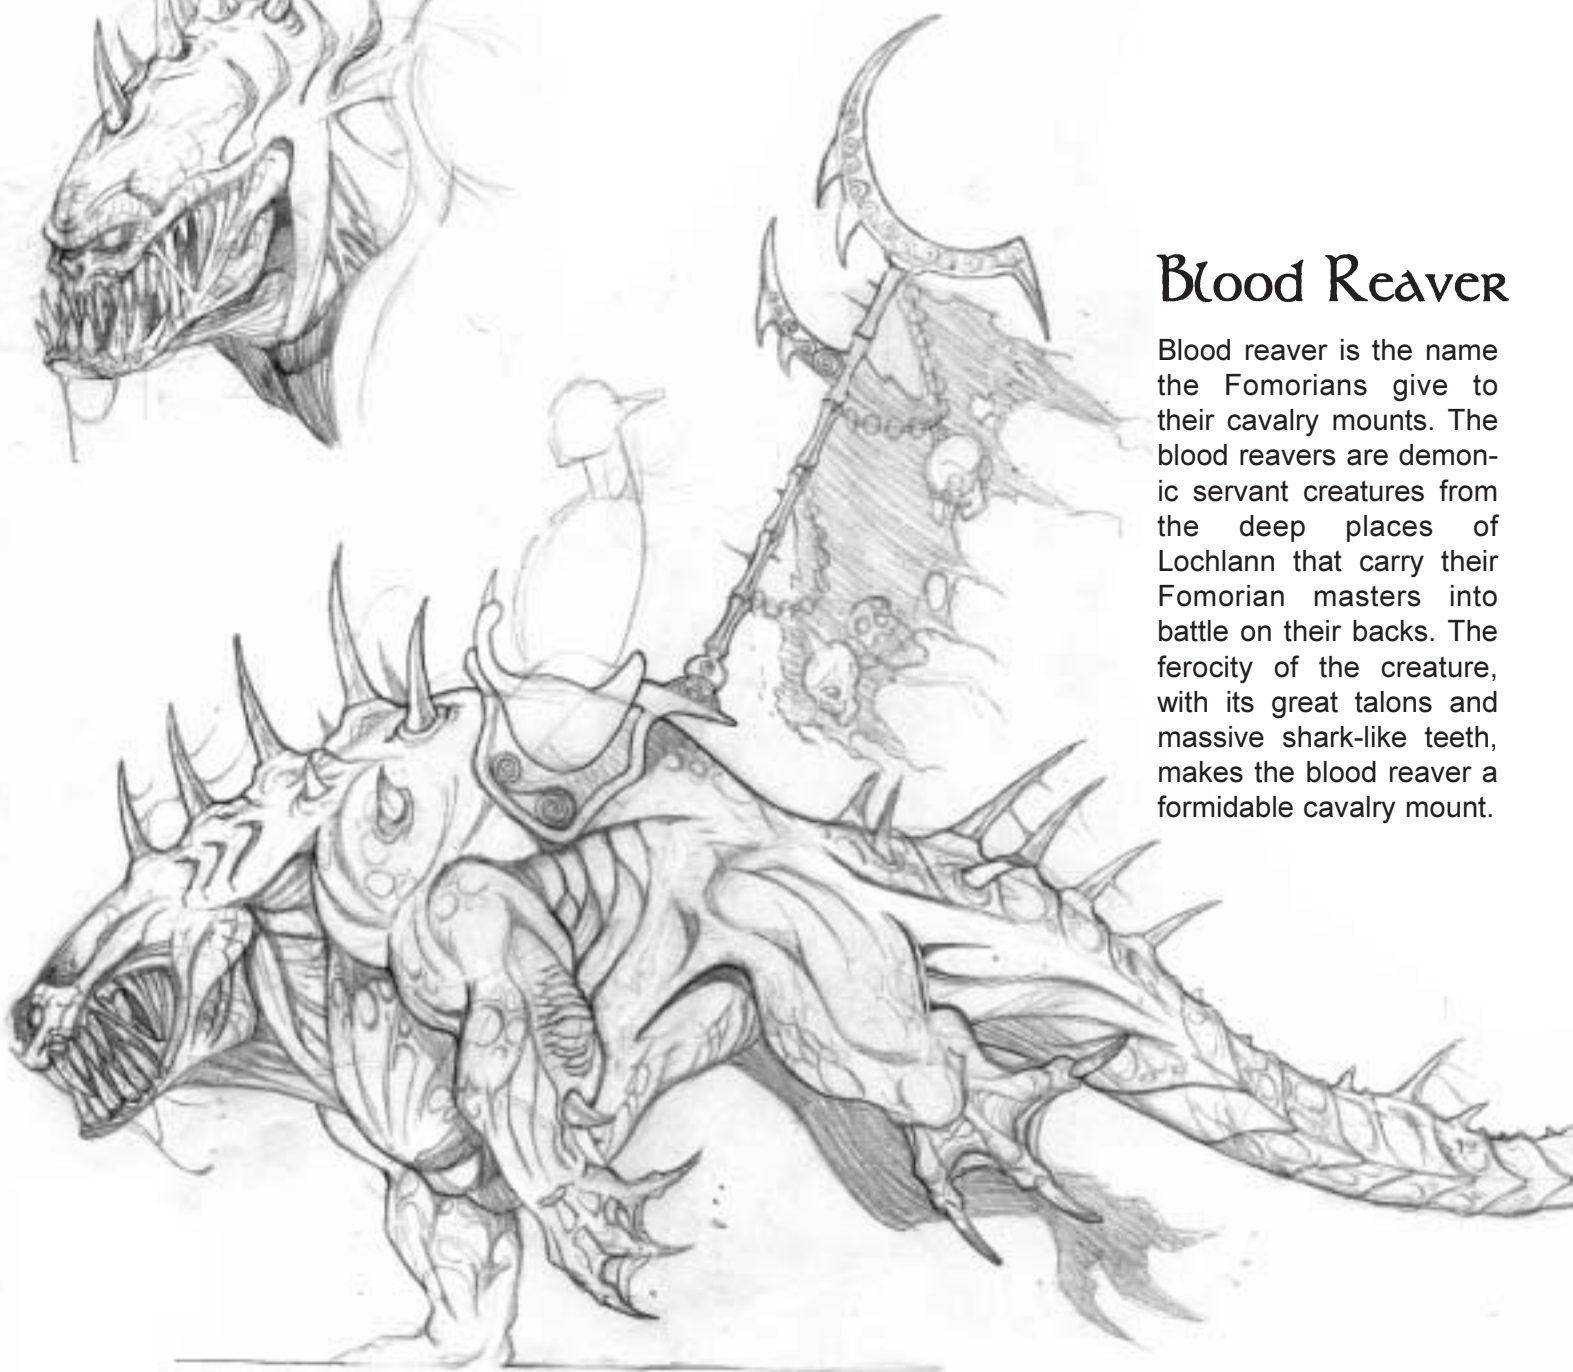 Blood Reaver
Blood reaver is the name
the Fomorians give to
their cavalry mounts. The
blood reavers are demon-
ic servant creatures from
the deep places of
Lochlann that carry their
Fomorian masters into
battle on their backs. The
ferocity of the creature,
with its great talons and
massive shark-like teeth,
makes the blood reaver a
formidable cavalry mount.